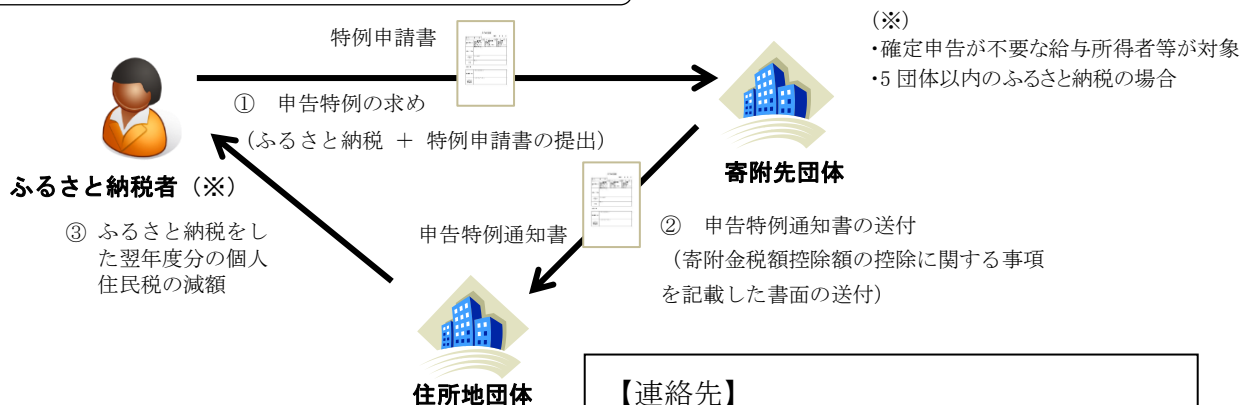 特例申請書
① 申告特例の求め
(ふるさと納税 + 特例申請書の提出)
(※)
・確定申告が不要な給与所得者等が対象
・5団体以内のふるさと納税の場合
ふるさと納税者(※)
寄附先団体
③ ふるさと納税をし
た翌年度分の個人
住民税の減額
申告特例通知書
② 申告特例通知書の送付
(寄附金税額控除額の控除に関する事項
を記載した書面の送付)
住所地団体
【連絡先】